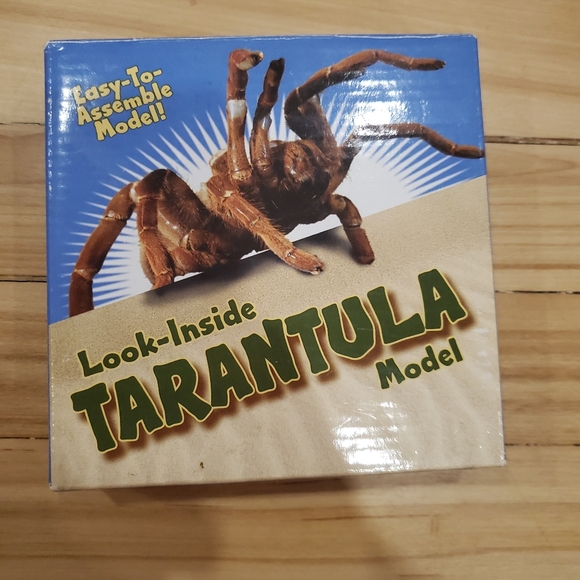 Easy-To-
Assemble
Model!
Look-Inside
TARANTULA
Model